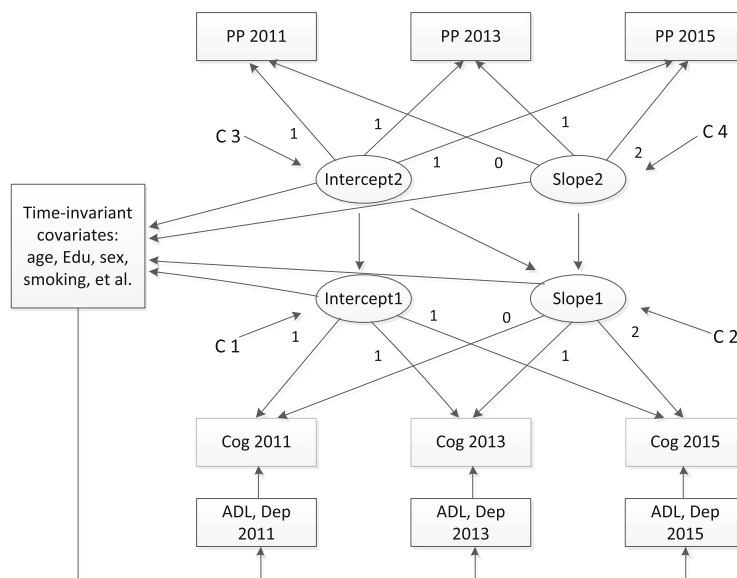 PP 2011
PP 2013
PP 2015
1
1
1
C 3
C 4
1
0
2
Intercept2
Slope2
Time-invariant
covariates:
age, Edu, sex,
smoking, et al.
Intercept1
Slope1
C 1
1
1
1
0
1
2
C 2
Cog 2011
Cog 2013
Cog 2015
ADL, Dep
2011
ADL, Dep
2013
ADL, Dep
2015